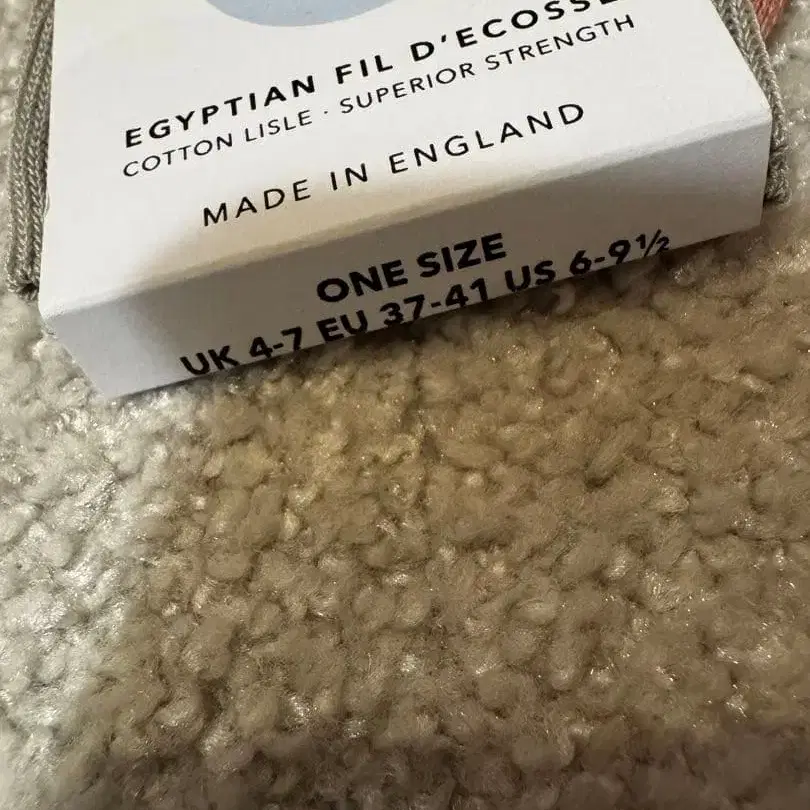 EGYPTIAN FIL D'ECOSSE
COTTON LISLE · SUPERIOR STRENGTH
MADE IN ENGLAND
ONE SIZE
UK 4-7 EU 37-41 US 6-9½